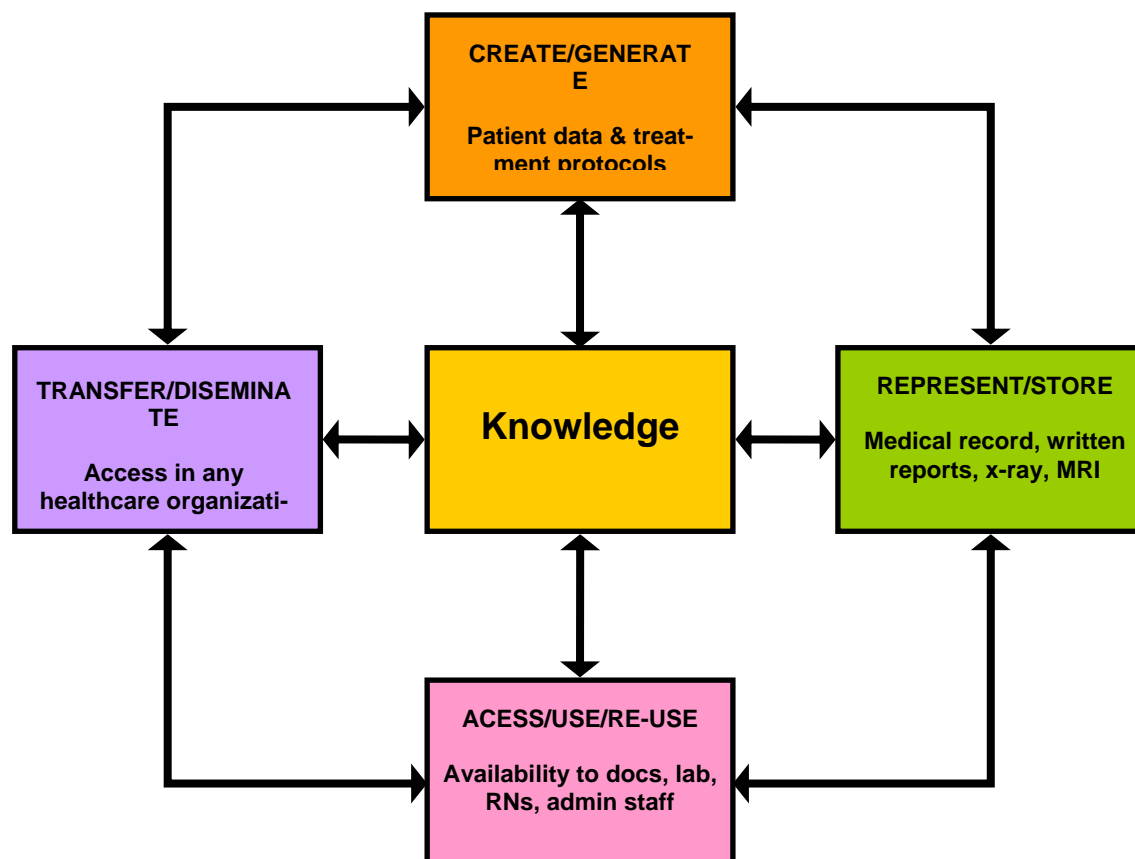 CREATE/GENERAT
E
Patient data & treat-
ment protocols
TRANSFER/DISEMINA
TE
Access in any
healthcare organizati-
Knowledge
REPRESENT/STORE
Medical record, written
reports, x-ray, MRI
ACESS/USE/RE-USE
Availability to docs, lab,
RNs, admin staff